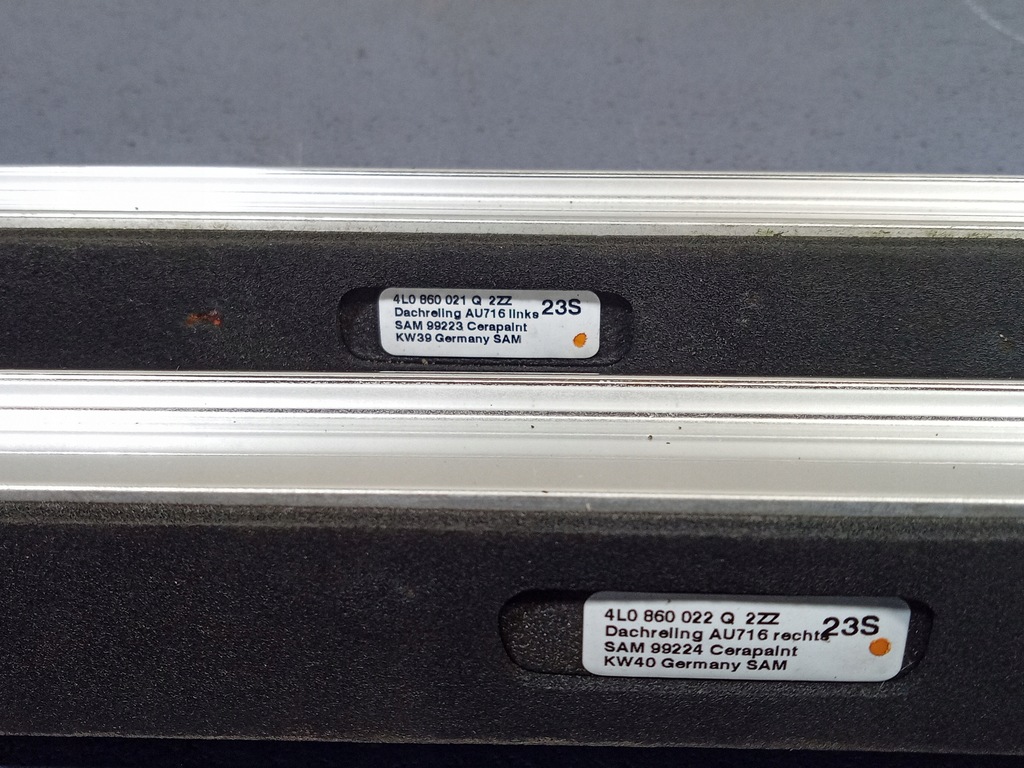 4L0 860 021 Q 2ZZ
Dachreling AU716 links 23S
SAM 99223 Cerapaint
KW39 Germany SAM
4L0 860 022 Q 2ZZ
Dachreling AU716 rechts 23S
SAM 99224 Cerapaint
KW40 Germany SAM